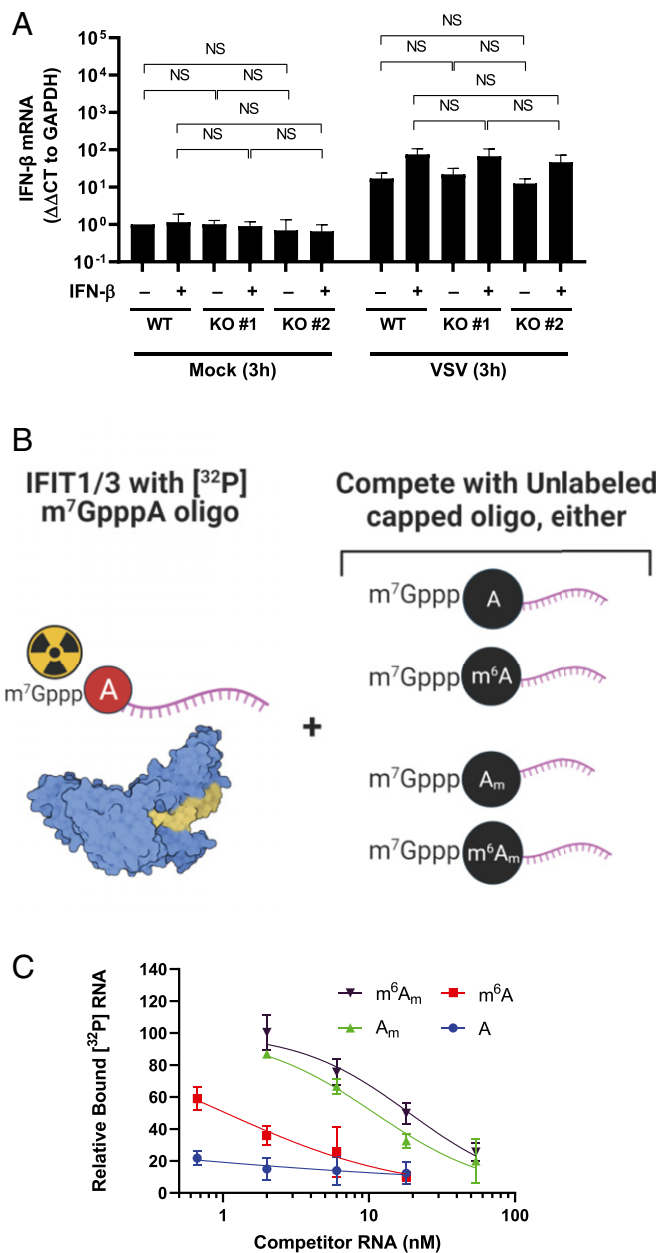 A
IFN-β mRNA
(ΔΔCT to GAPDH)
10⁵
10⁴
10³
10²
10¹
10⁰
10⁻¹
NS
NS NS
NS
NS NS
NS
NS NS
NS
NS NS
IFN-β – + – + – + – + – + – +
WT KO #1 KO #2 WT KO #1 KO #2
Mock (3h) VSV (3h)
B
IFIT1/3 with [³²P]
m⁷GpppA oligo
Compete with Unlabeled
capped oligo, either
m⁷Gppp A
m⁷Gppp m⁶A
m⁷Gppp A
+
m⁷Gppp Aₘ
m⁷Gppp m⁶Aₘ
C
Relative Bound [³²P] RNA
140
120
100
80
60
40
20
0
m⁶Aₘ m⁶A
Aₘ A
1 10 100
Competitor RNA (nM)